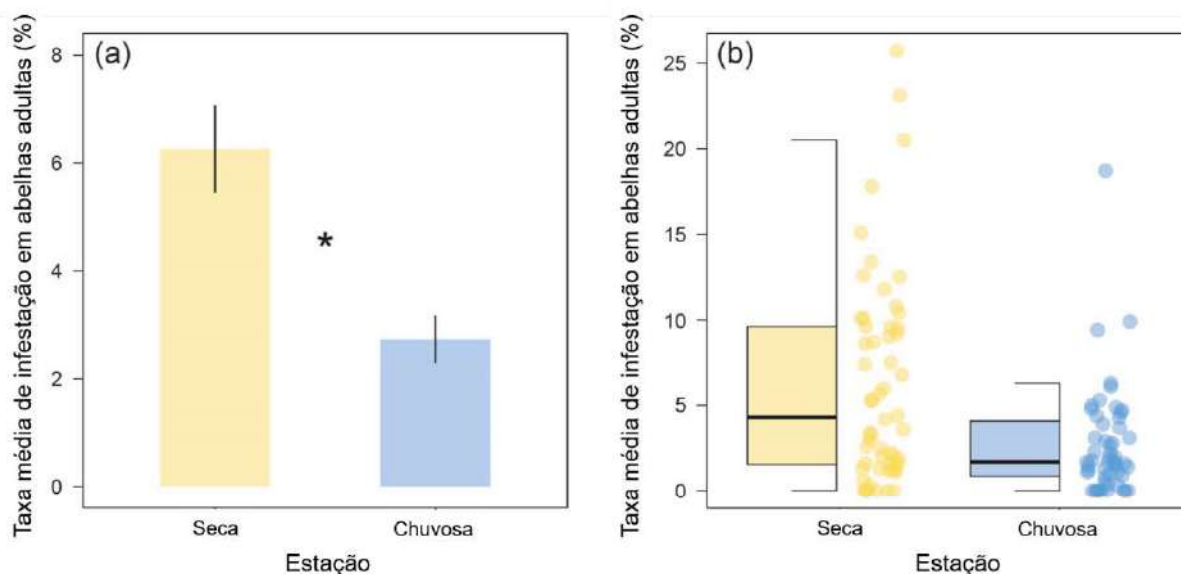 (a)
Taxa média de infestação em abelhas adultas (%)
8
6
4
2
0
*
Seca
Chuvosa
Estação
(b)
Taxa média de infestação em abelhas adultas (%)
25
20
15
10
5
0
Seca
Chuvosa
Estação